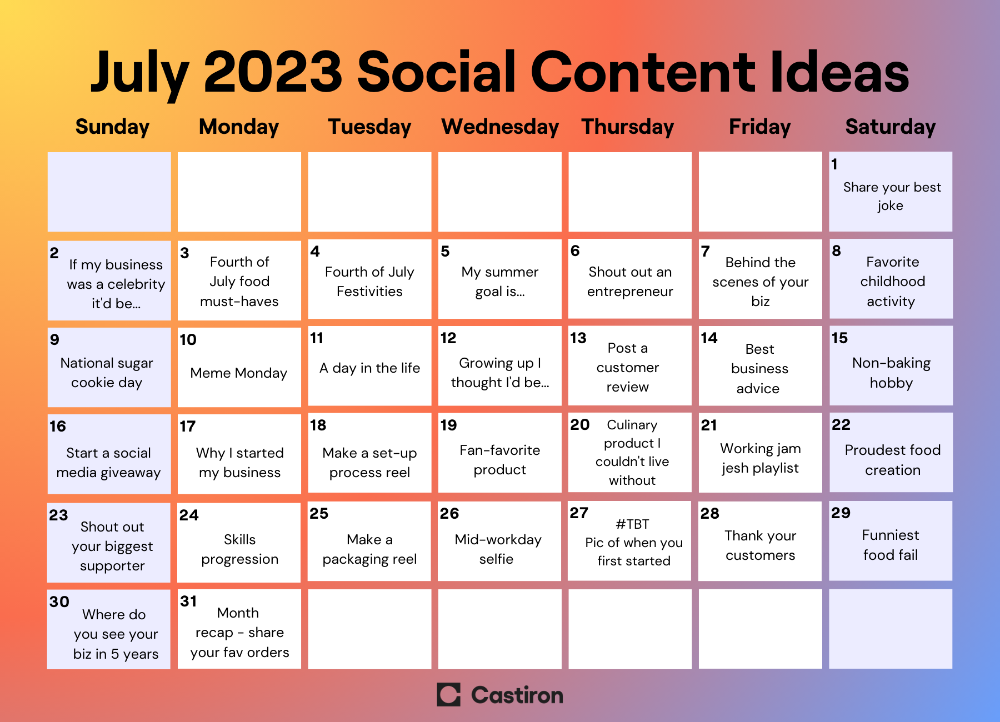 July 2023 Social Content Ideas
Sunday Monday Tuesday Wednesday Thursday Friday Saturday
1
Share your best
joke
2
If my business
was a celebrity
it'd be...
3
Fourth of
July food
must-haves
4
Fourth of July
Festivities
5
My summer
goal is...
6
Shout out an
entrepreneur
7
Behind the
scenes of your
biz
8
Favorite
childhood
activity
9
National sugar
cookie day
10
Meme Monday
11
A day in the life
12
Growing up I
thought I'd be...
13
Post a
customer
review
14
Best
business
advice
15
Non-baking
hobby
16
Start a social
media giveaway
17
Why I started
my business
18
Make a set-up
process reel
19
Fan-favorite
product
20
Culinary
product I
couldn't live
without
21
Working jam
jesh playlist
22
Proudest food
creation
23
Shout out
your biggest
supporter
24
Skills
progression
25
Make a
packaging reel
26
Mid-workday
selfie
27
#TBT
Pic of when you
first started
28
Thank your
customers
29
Funniest
food fail
30
Where do
you see your
biz in 5 years
31
Month
recap - share
your fav orders
Castiron